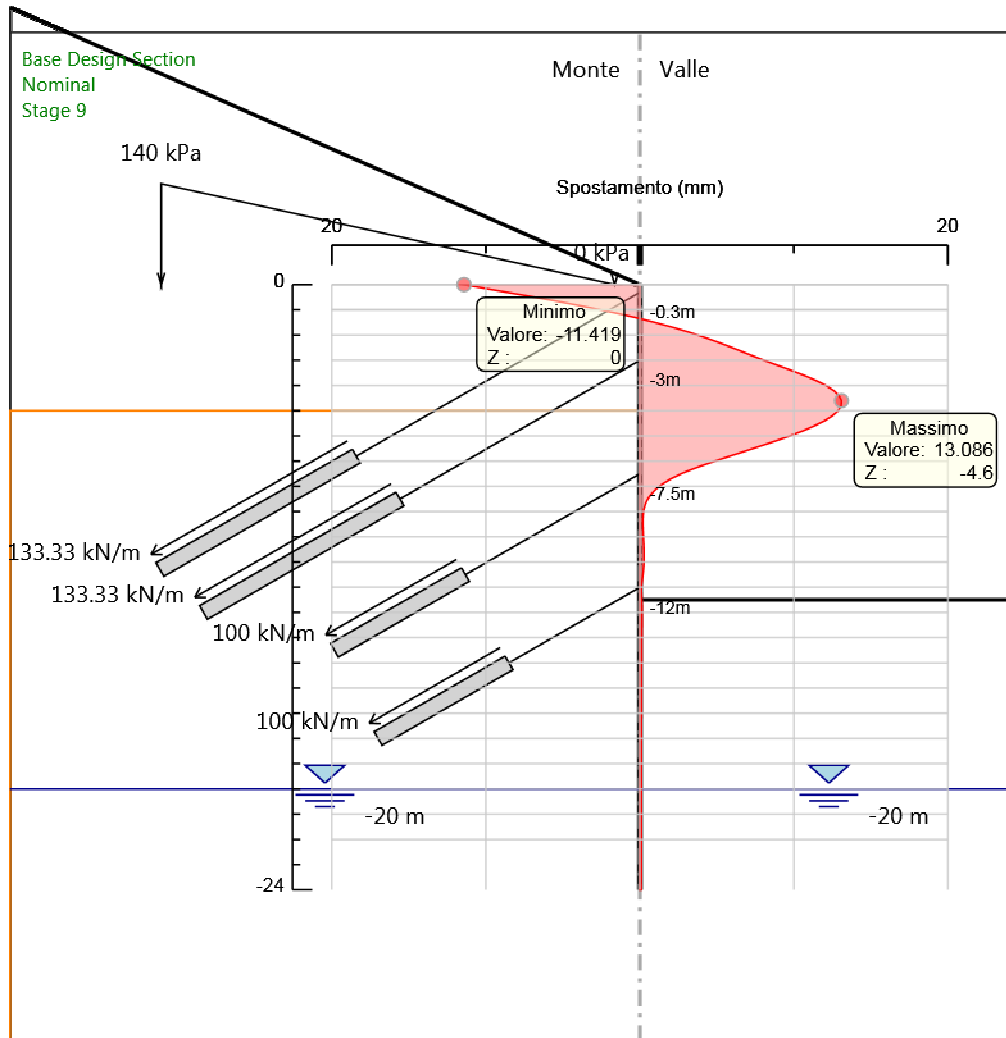 Base Design Section
Nominal
Stage 9
Monte
Valle
140 kPa
Spostamento (mm)
20
20
0 kPa
0
Minimo
Valore: -11.419
Z : 0
-0.3m
-3m
Massimo
Valore: 13.086
Z : -4.6
-7.5m
133.33 kN/m
133.33 kN/m
100 kN/m
-12m
100 kN/m
-20 m
-20 m
-24